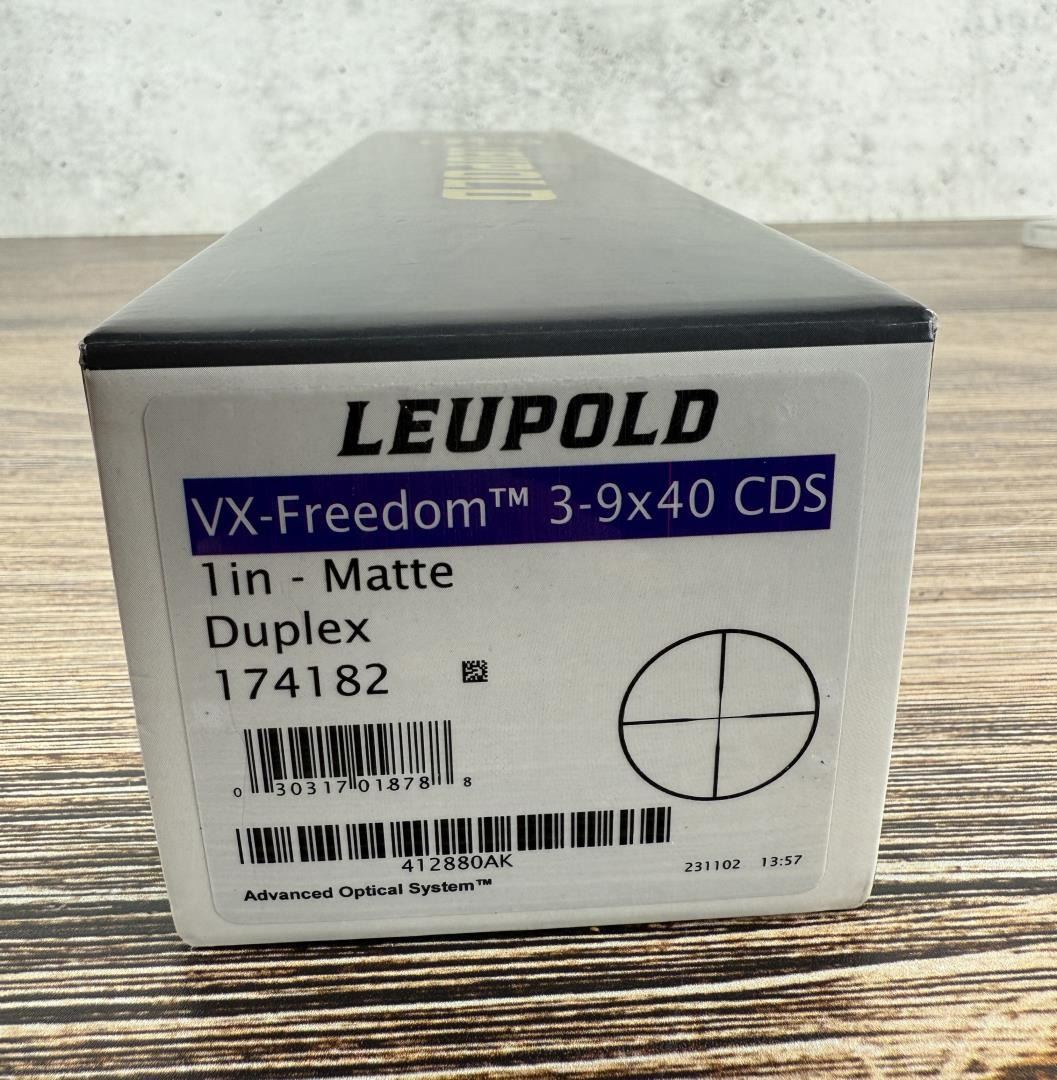 LEUPOLD
LEUPOLD
VX-Freedom™ 3-9x40 CDS
1in - Matte
Duplex
174182
0 30317 01878 8
412880AK
231102 13:57
Advanced Optical System™